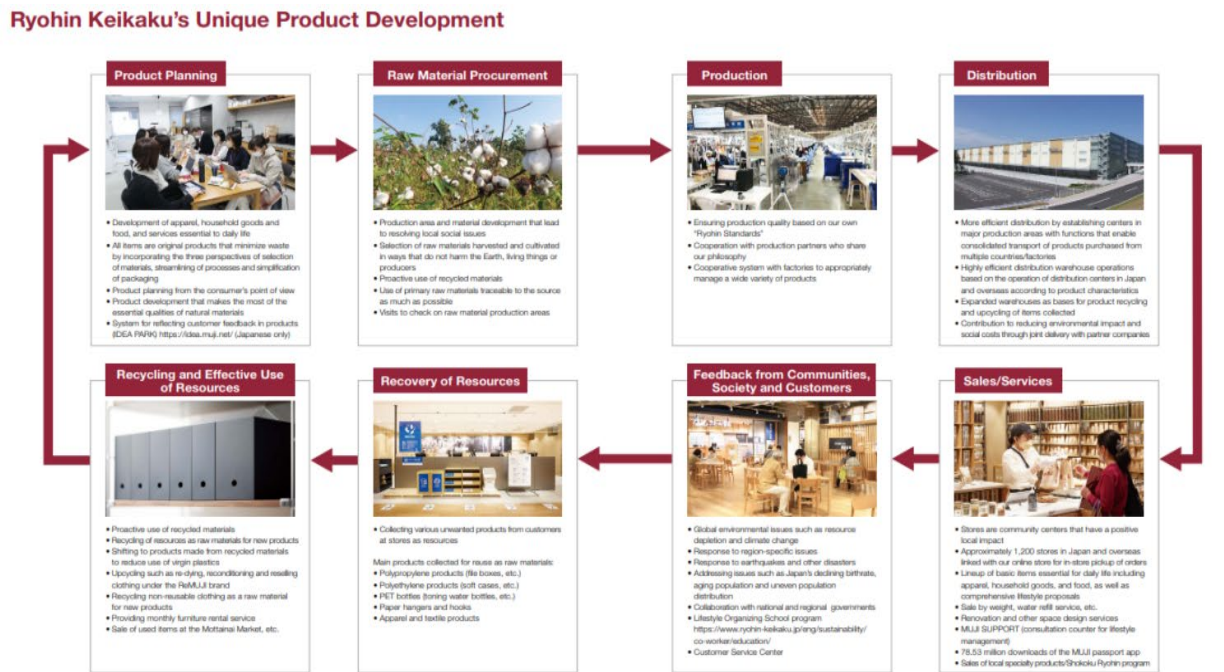 Ryohin Keikaku's Unique Product Development
Product Planning
• Development of apparel, household goods and
food, and services essential to daily life
• All items are original products that minimize waste
by incorporating the three perspectives of selection
of materials, streamlining of processes and simplification
of packaging
• Product planning from the consumer's point of view
• Product development that makes the most of the
essential qualities of natural materials
• System for reflecting customer feedback in products
(IDEA PARK) https://idea.muji.net/ (Japanese only)
Raw Material Procurement
• Production area and material development that lead
to resolving local social issues
• Selection of raw materials harvested and cultivated
in ways that do not harm the Earth, living things or
producers
• Proactive use of recycled materials
• Use of primary raw materials traceable to the source
as much as possible
• Visits to check on raw material production areas
Production
• Ensuring production quality based on our own
"Ryohin Standards"
• Cooperation with production partners who share
our philosophy
• Cooperative system with factories to appropriately
manage a wide variety of products
Distribution
• More efficient distribution by establishing centers in
major production areas with functions that enable
consolidated transport of products purchased from
multiple countries/factories
• Highly efficient distribution warehouse operations
based on the operation of distribution centers in Japan
and overseas according to product characteristics
• Expanded warehouses as bases for product recycling
and upcycling of items collected
• Contribution to reducing environmental impact and
social costs through joint delivery with partner companies
Recycling and Effective Use
of Resources
• Proactive use of recycled materials
• Recycling of resources as raw materials for new products
• Shifting to products made from recycled materials
to reduce use of virgin plastics
• Upcycling such as re-dying, reconditioning and reselling
clothing under the ReMUJI brand
• Recycling non-reusable clothing as a raw material
for new products
• Providing monthly furniture rental service
• Sale of used items at the Mottainai Market, etc.
Recovery of Resources
• Collecting various unwanted products from customers
at stores as resources
Main products collected for reuse as raw materials:
• Polypropylene products (file boxes, etc.)
• Polyethylene products (soft cases, etc.)
• PET bottles (toning water bottles, etc.)
• Paper hangers and hooks
• Apparel and textile products
Feedback from Communities,
Society and Customers
• Global environmental issues such as resource
depletion and climate change
• Response to region-specific issues
• Response to earthquakes and other disasters
• Addressing issues such as Japan's declining birthrate,
aging population and uneven population
distribution
• Collaboration with national and regional governments
• Lifestyle Organizing School program
https://www.ryohin-keikaku.jp/eng/sustainability/
co-worker/education/
• Customer Service Center
Sales/Services
• Stores are community centers that have a positive
local impact
• Approximately 1,200 stores in Japan and overseas
linked with our online store for in-store pickup of orders
• Lineup of basic items essential for daily life including
apparel, household goods, and food, as well as
comprehensive lifestyle proposals
• Sale by weight, water refill service, etc.
• Renovation and other space design services
• MUJI SUPPORT (consultation counter for lifestyle
management)
• 78.53 million downloads of the MUJI passport app
• Sales of local specialty products/Shokoku Ryohin program